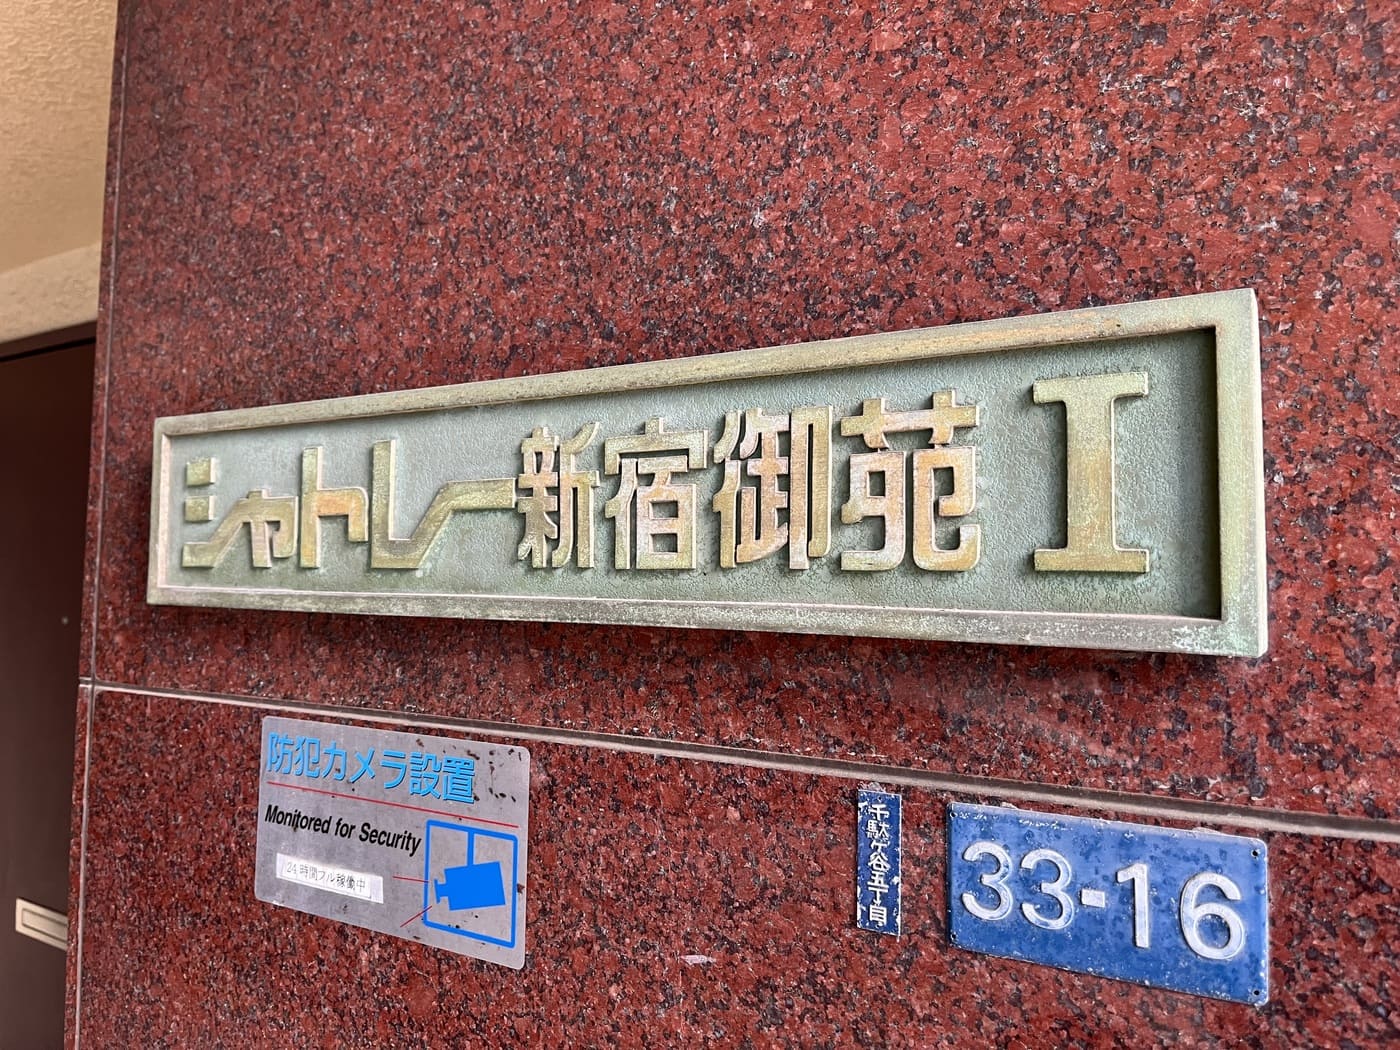 シャトレー新宿御苑 I
防犯カメラ設置
Monitored for Security
24時間フル稼働中
千駄ヶ谷五丁目
33-16